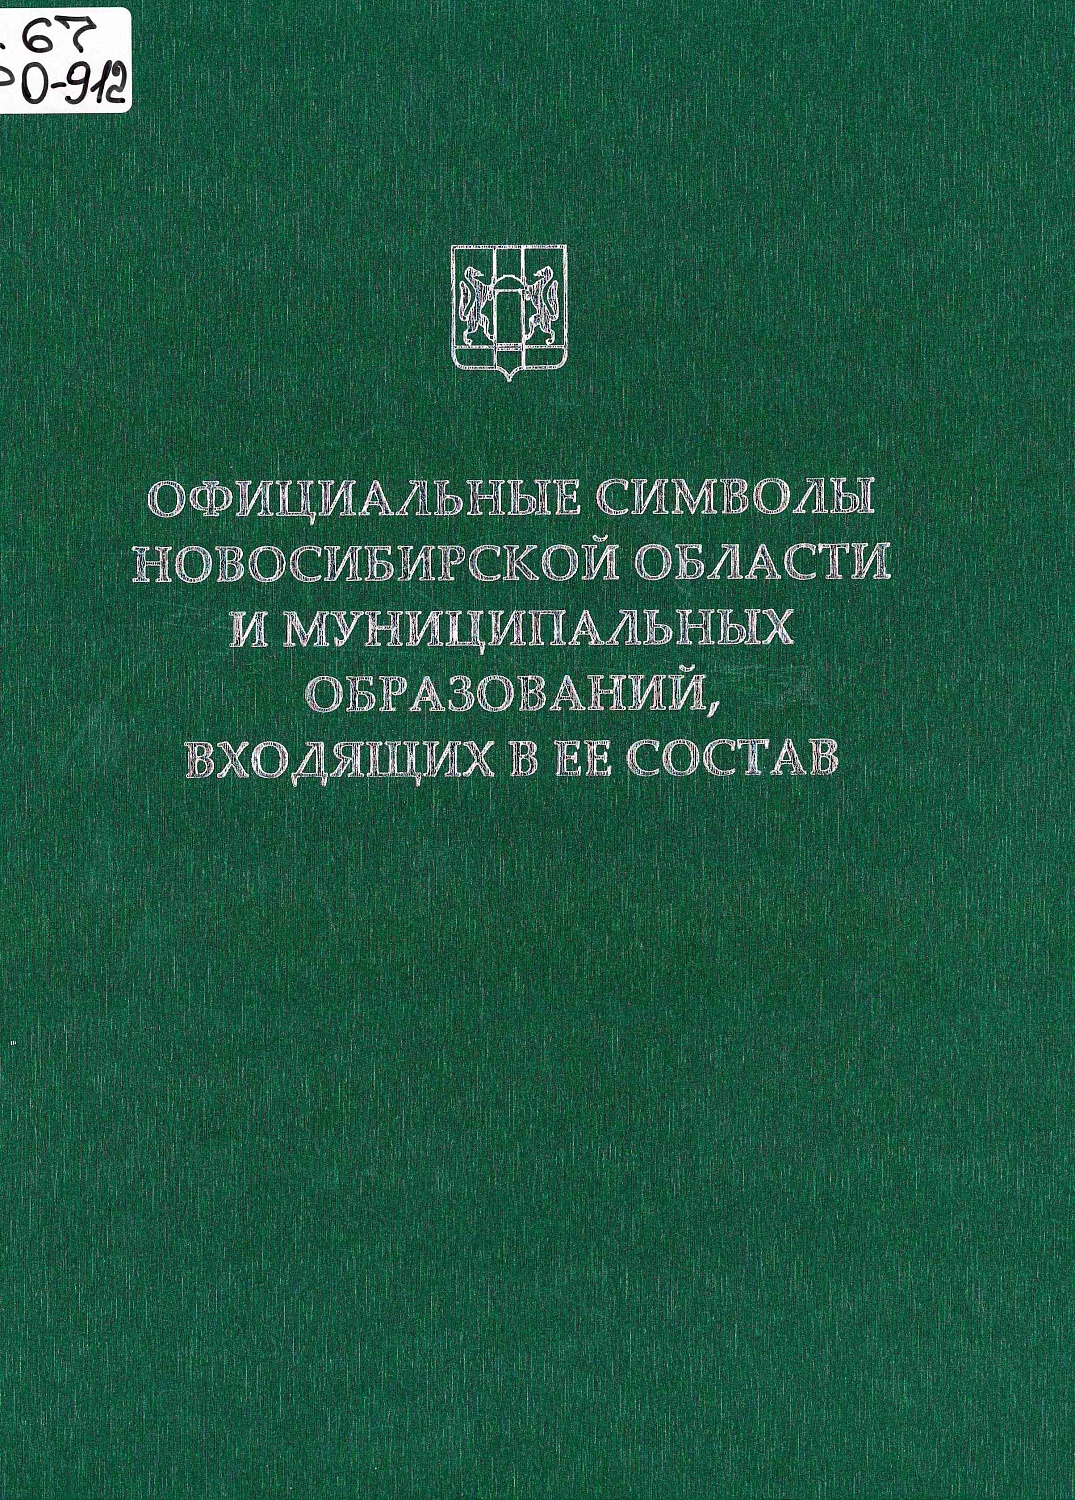 67
0-912
ОФИЦИАЛЬНЫЕ СИМВОЛЫ
НОВОСИБИРСКОЙ ОБЛАСТИ
И МУНИЦИПАЛЬНЫХ
ОБРАЗОВАНИЙ,
ВХОДЯЩИХ В ЕЕ СОСТАВ